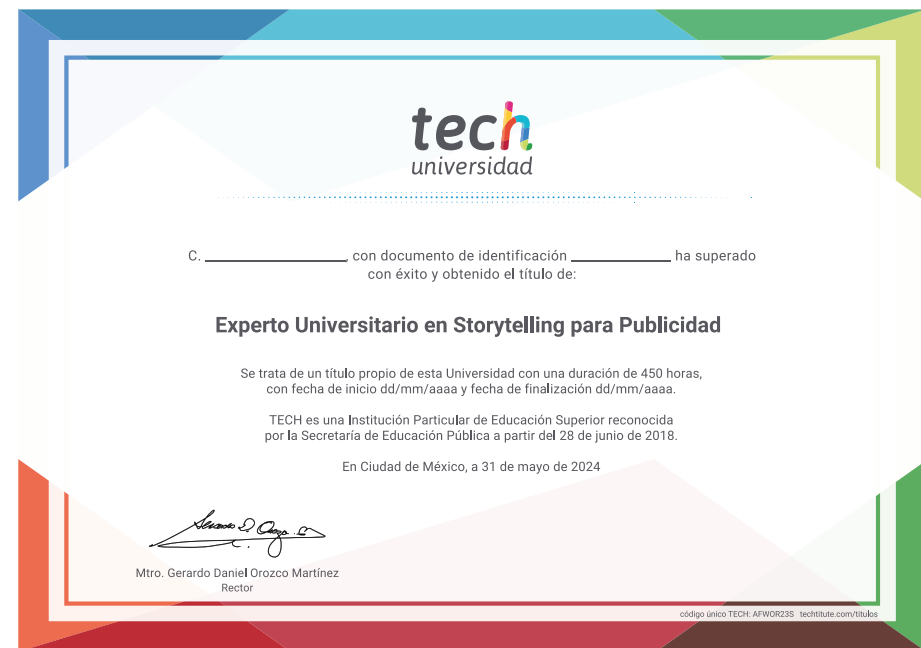 tech
universidad
C. ____________, con documento de identificación ____________ ha superado
con éxito y obtenido el título de:
Experto Universitario en Storytelling para Publicidad
Se trata de un título propio de esta Universidad con una duración de 450 horas,
con fecha de inicio dd/mm/aaaa y fecha de finalización dd/mm/aaaa.
TECH es una Institución Particular de Educación Superior reconocida
por la Secretaría de Educación Pública a partir del 28 de junio de 2018.
En Ciudad de México, a 31 de mayo de 2024
Mtro. Gerardo Daniel Orozco Martínez
Rector
código único TECH: AFWOR23S techtitute.com/titulos